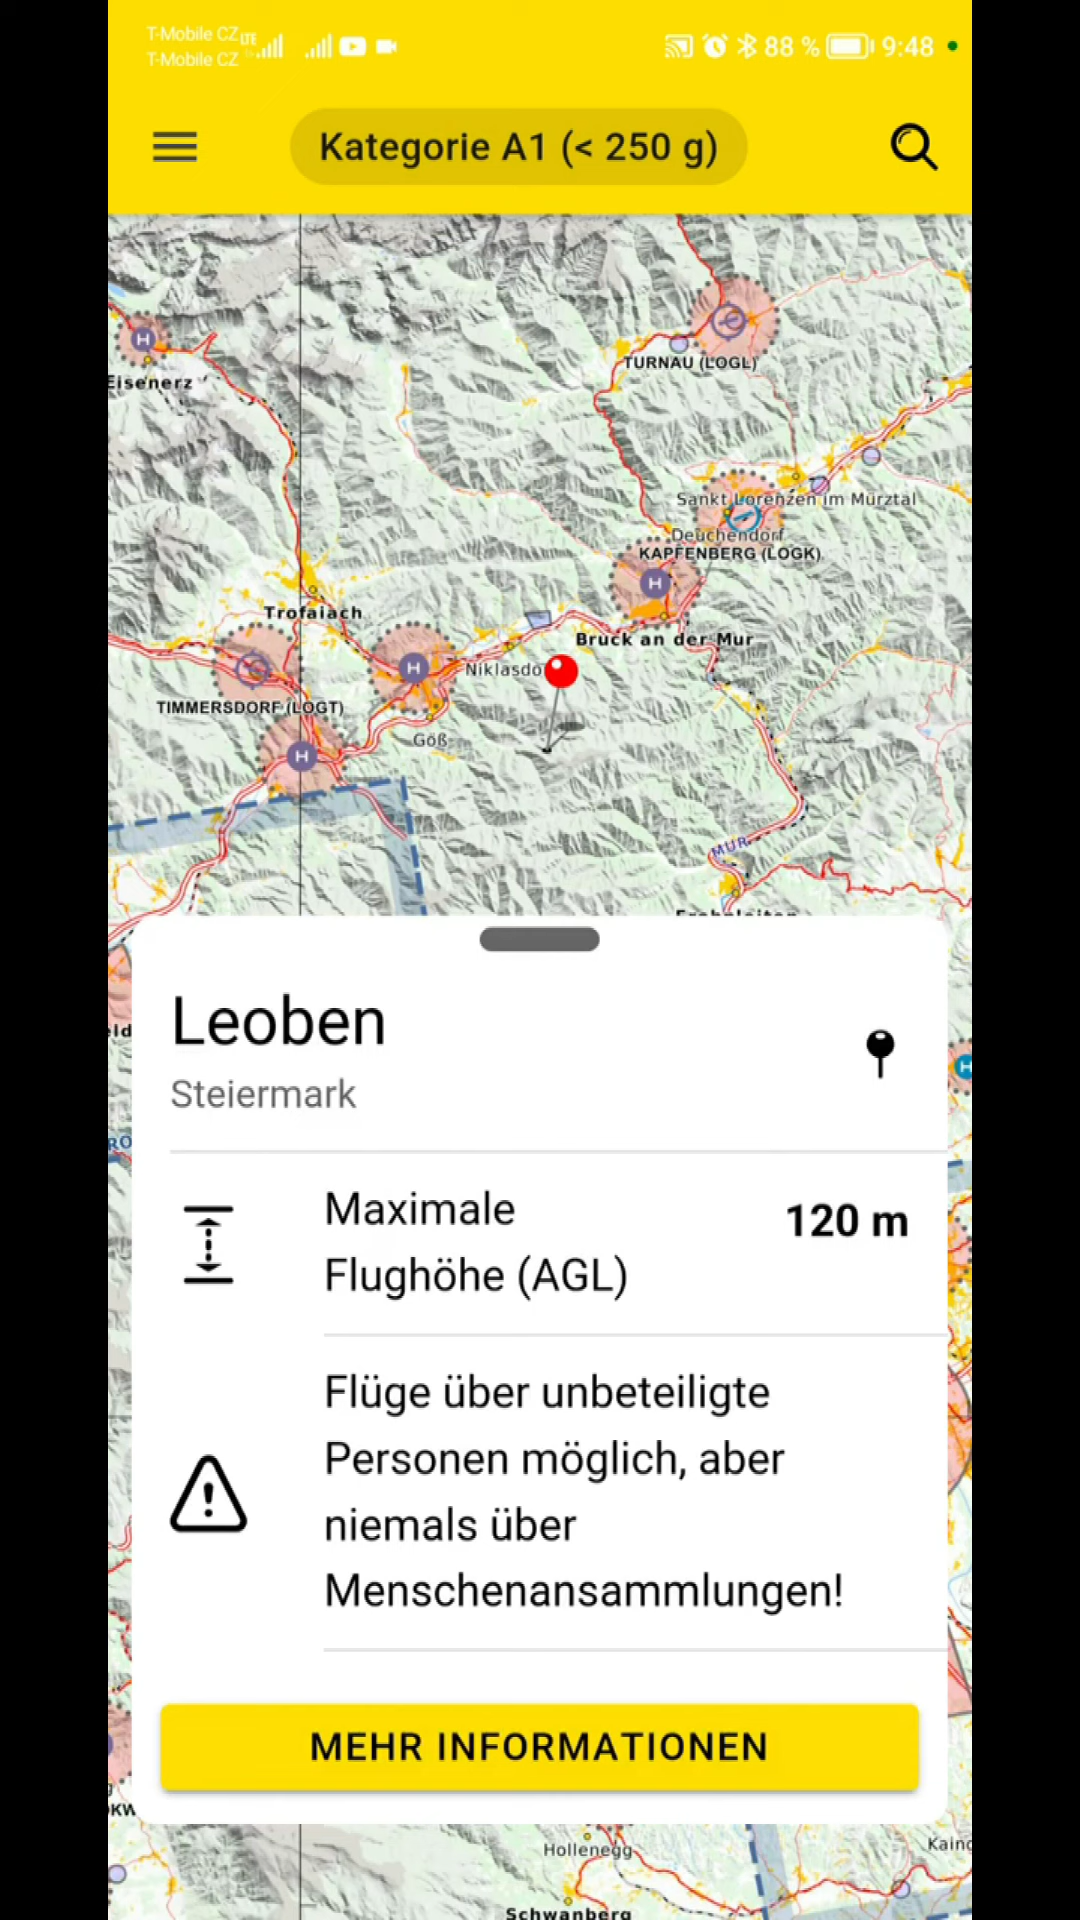 T-Mobile CZ LTE
T-Mobile CZ
88 %
9:48
Kategorie A1 (< 250 g)
H
Eisenerz
TURNAU (LOGL)
Sankt Lorenzen im Mürztal
Deuchendorf
KAPFENBERG (LOGK)
H
Trofaiach
Bruck an der Mur
H
Niklasdo
TIMMERSDORF (LOGT)
Göß
H
MUR
Leoben
Steiermark
H
Maximale
Flughöhe (AGL)
120 m
Flüge über unbeteiligte
Personen möglich, aber
niemals über
Menschenansammlungen!
MEHR INFORMATIONEN
Hollenegg
Kaind
Schwanberg